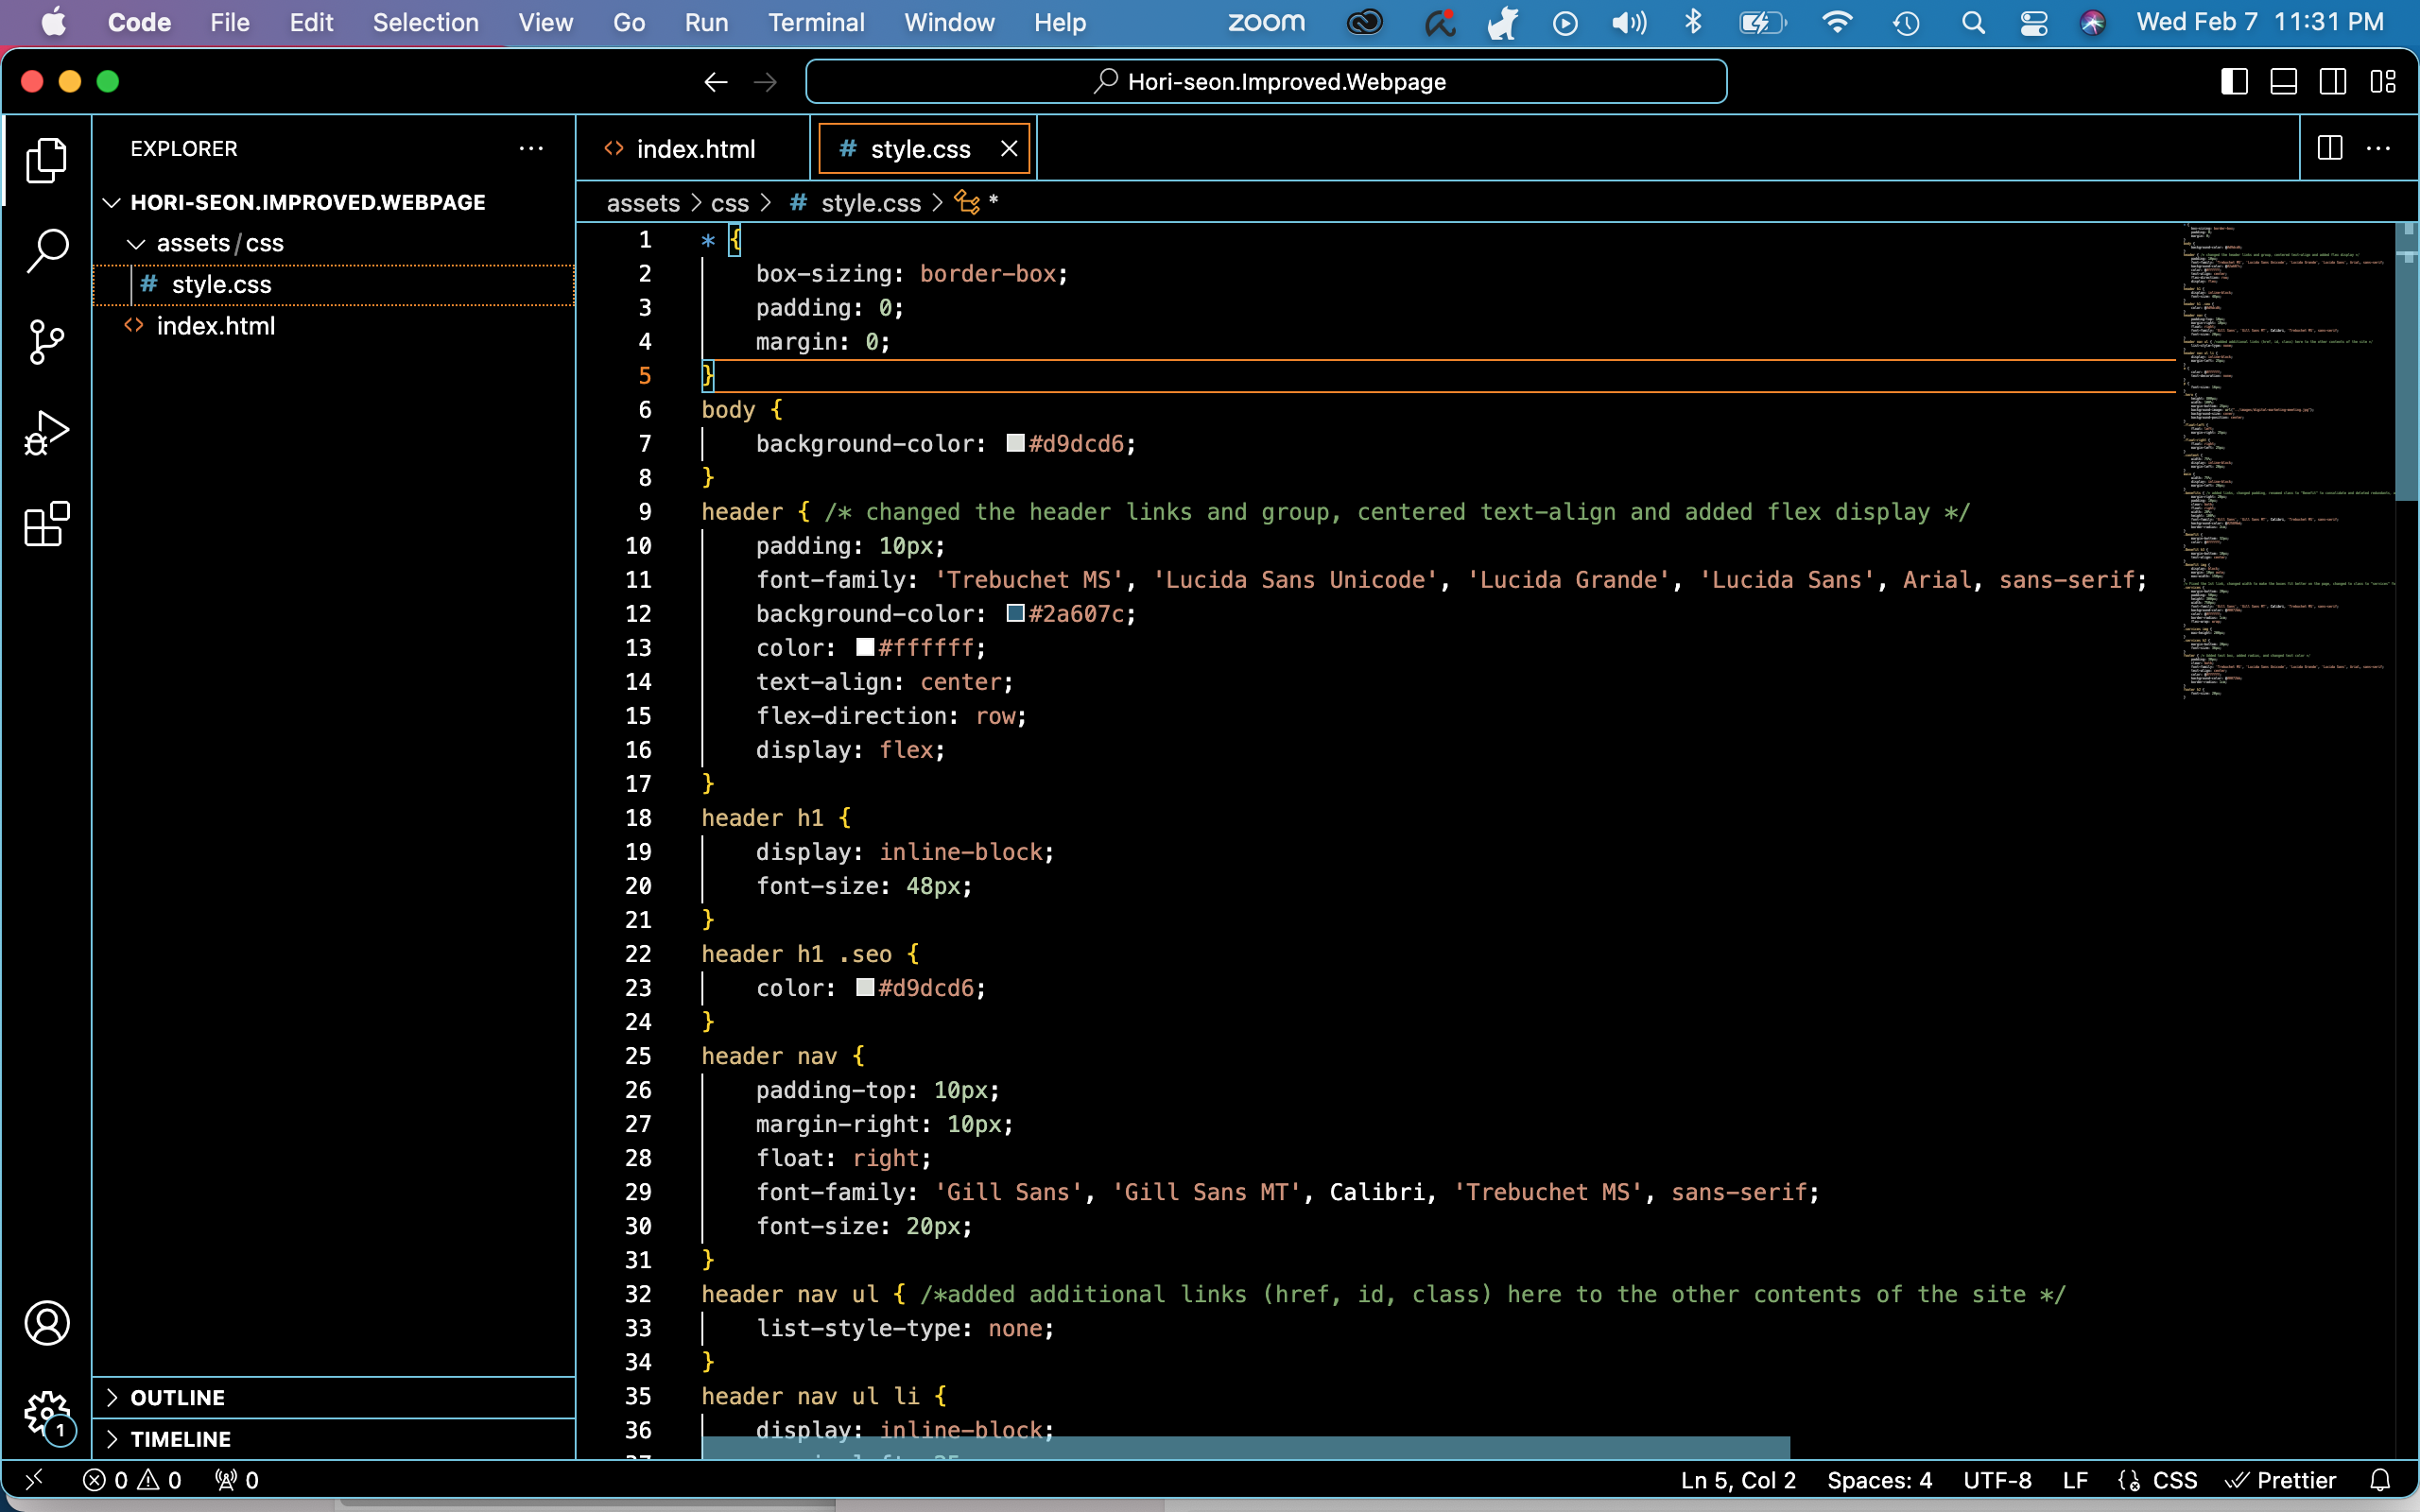 Code File Edit Selection View Go Run Terminal Window Help zoom Wed Feb 7 11:31 PM
Hori-seon.Improved.Webpage
EXPLORER
HORI-SEON.IMPROVED.WEBPAGE
assets/css
# style.css
<> index.html
OUTLINE
TIMELINE
<> index.html # style.css
assets > css > # style.css > *
1 * {
2 box-sizing: border-box;
3 padding: 0;
4 margin: 0;
5 }
6 body {
7 background-color: #d9dcd6;
8 }
9 header { /* changed the header links and group, centered text-align and added flex display */
10 padding: 10px;
11 font-family: 'Trebuchet MS', 'Lucida Sans Unicode', 'Lucida Grande', 'Lucida Sans', Arial, sans-serif;
12 background-color: #2a607c;
13 color: #ffffff;
14 text-align: center;
15 flex-direction: row;
16 display: flex;
17 }
18 header h1 {
19 display: inline-block;
20 font-size: 48px;
21 }
22 header h1 .seo {
23 color: #d9dcd6;
24 }
25 header nav {
26 padding-top: 10px;
27 margin-right: 10px;
28 float: right;
29 font-family: 'Gill Sans', 'Gill Sans MT', Calibri, 'Trebuchet MS', sans-serif;
30 font-size: 20px;
31 }
32 header nav ul { /*added additional links (href, id, class) here to the other contents of the site */
33 list-style-type: none;
34 }
35 header nav ul li {
36 display: inline-block;
1
0 0 0
Ln 5, Col 2 Spaces: 4 UTF-8 LF CSS Prettier